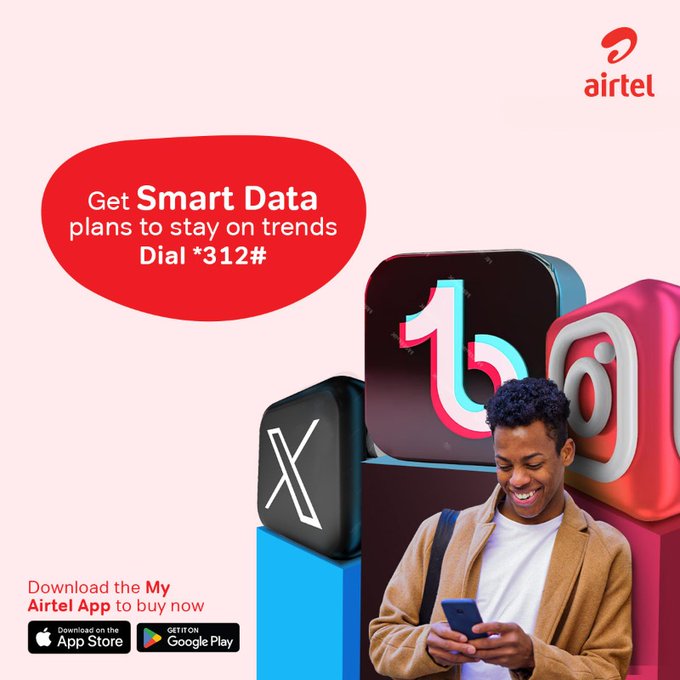 airtel
Get Smart Data
plans to stay on trends
Dial *312#
X
Download the My
Airtel App to buy now
Download on the
App Store
GET IT ON
Google Play